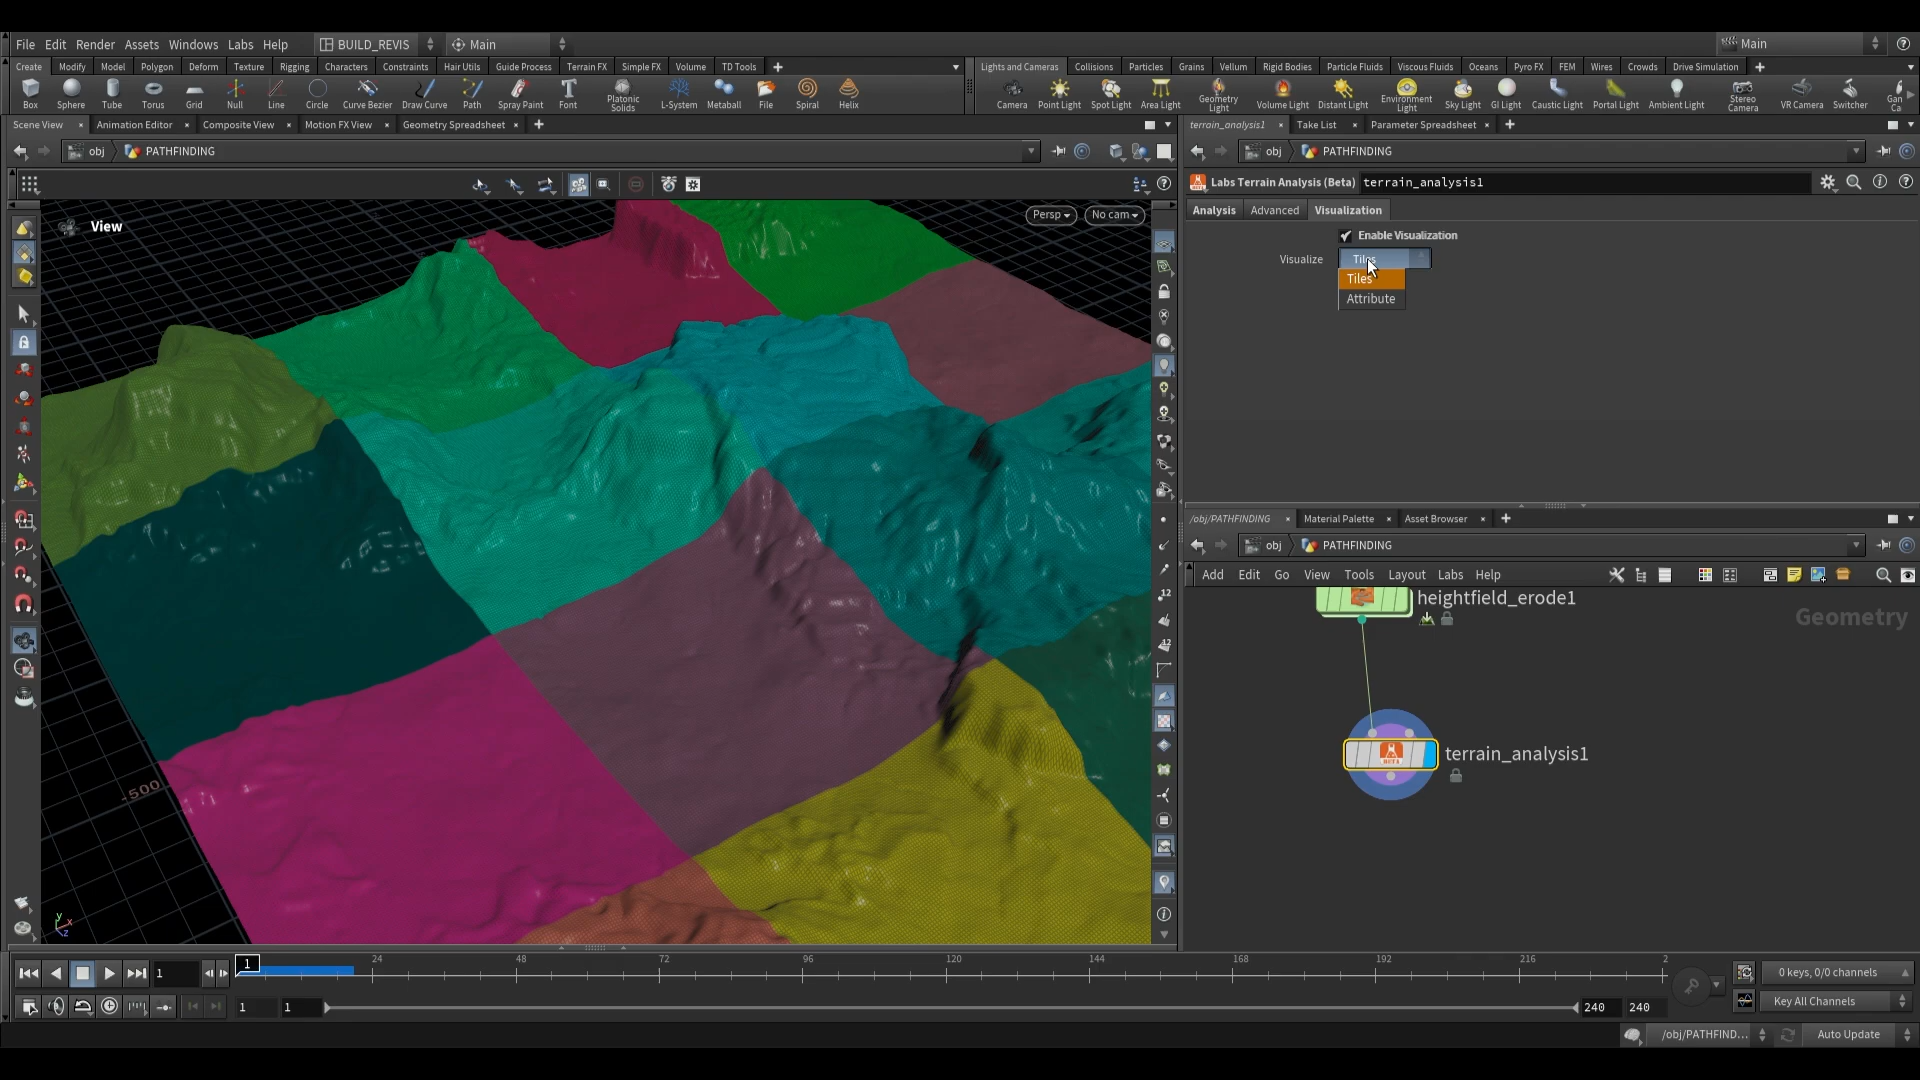 File Edit Render Assets Windows Labs Help BUILD_REVIS Main Main
Create Modify Model Polygon Deform Texture Rigging Characters Constraints Hair Utils Guide Process Terrain FX Simple FX Volume TD Tools
Lights and Cameras Collisions Particles Grains Vellum Rigid Bodies Particle Fluids Viscous Fluids Oceans Pyro FX FEM Wires Crowds Drive Simulation
Box Sphere Tube Torus Grid Null Line Circle Curve Bezier Draw Curve Path Spray Paint Font Platonic Solids L-System Metaball File Spiral Helix
Camera Point Light Spot Light Area Light Geometry Light Volume Light Distant Light Environment Light Sky Light GI Light Caustic Light Portal Light Ambient Light Stereo Camera VR Camera Switcher Gan Ca
Scene View Animation Editor Composite View Motion FX View Geometry Spreadsheet
terrain_analysis1 Take List Parameter Spreadsheet
obj PATHFINDING
obj PATHFINDING
Labs Terrain Analysis (Beta) terrain_analysis1
Analysis Advanced Visualization
View
Persp No cam
Enable Visualization
Visualize Tiles
Tiles
Attribute
/obj/PATHFINDING Material Palette Asset Browser
obj PATHFINDING
Add Edit Go View Tools Layout Labs Help
heightfield_erode1
Geometry
terrain_analysis1
BETA
-500
y x z
1 1 24 48 72 96 120 144 168 192 216 2
0 keys, 0/0 channels
1 1 240 240
Key All Channels
/obj/PATHFIND... Auto Update